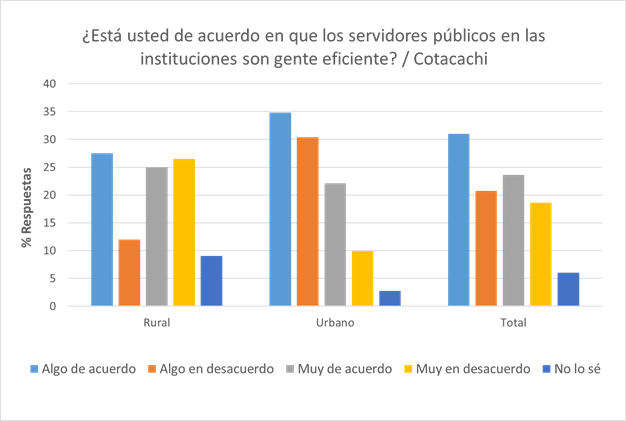 ¿Está usted de acuerdo en que los servidores públicos en las
instituciones son gente eficiente? / Cotacachi
% Respuestas
40
35
30
25
20
15
10
5
0
Rural
Urbano
Total
Algo de acuerdo
Algo en desacuerdo
Muy de acuerdo
Muy en desacuerdo
No lo sé